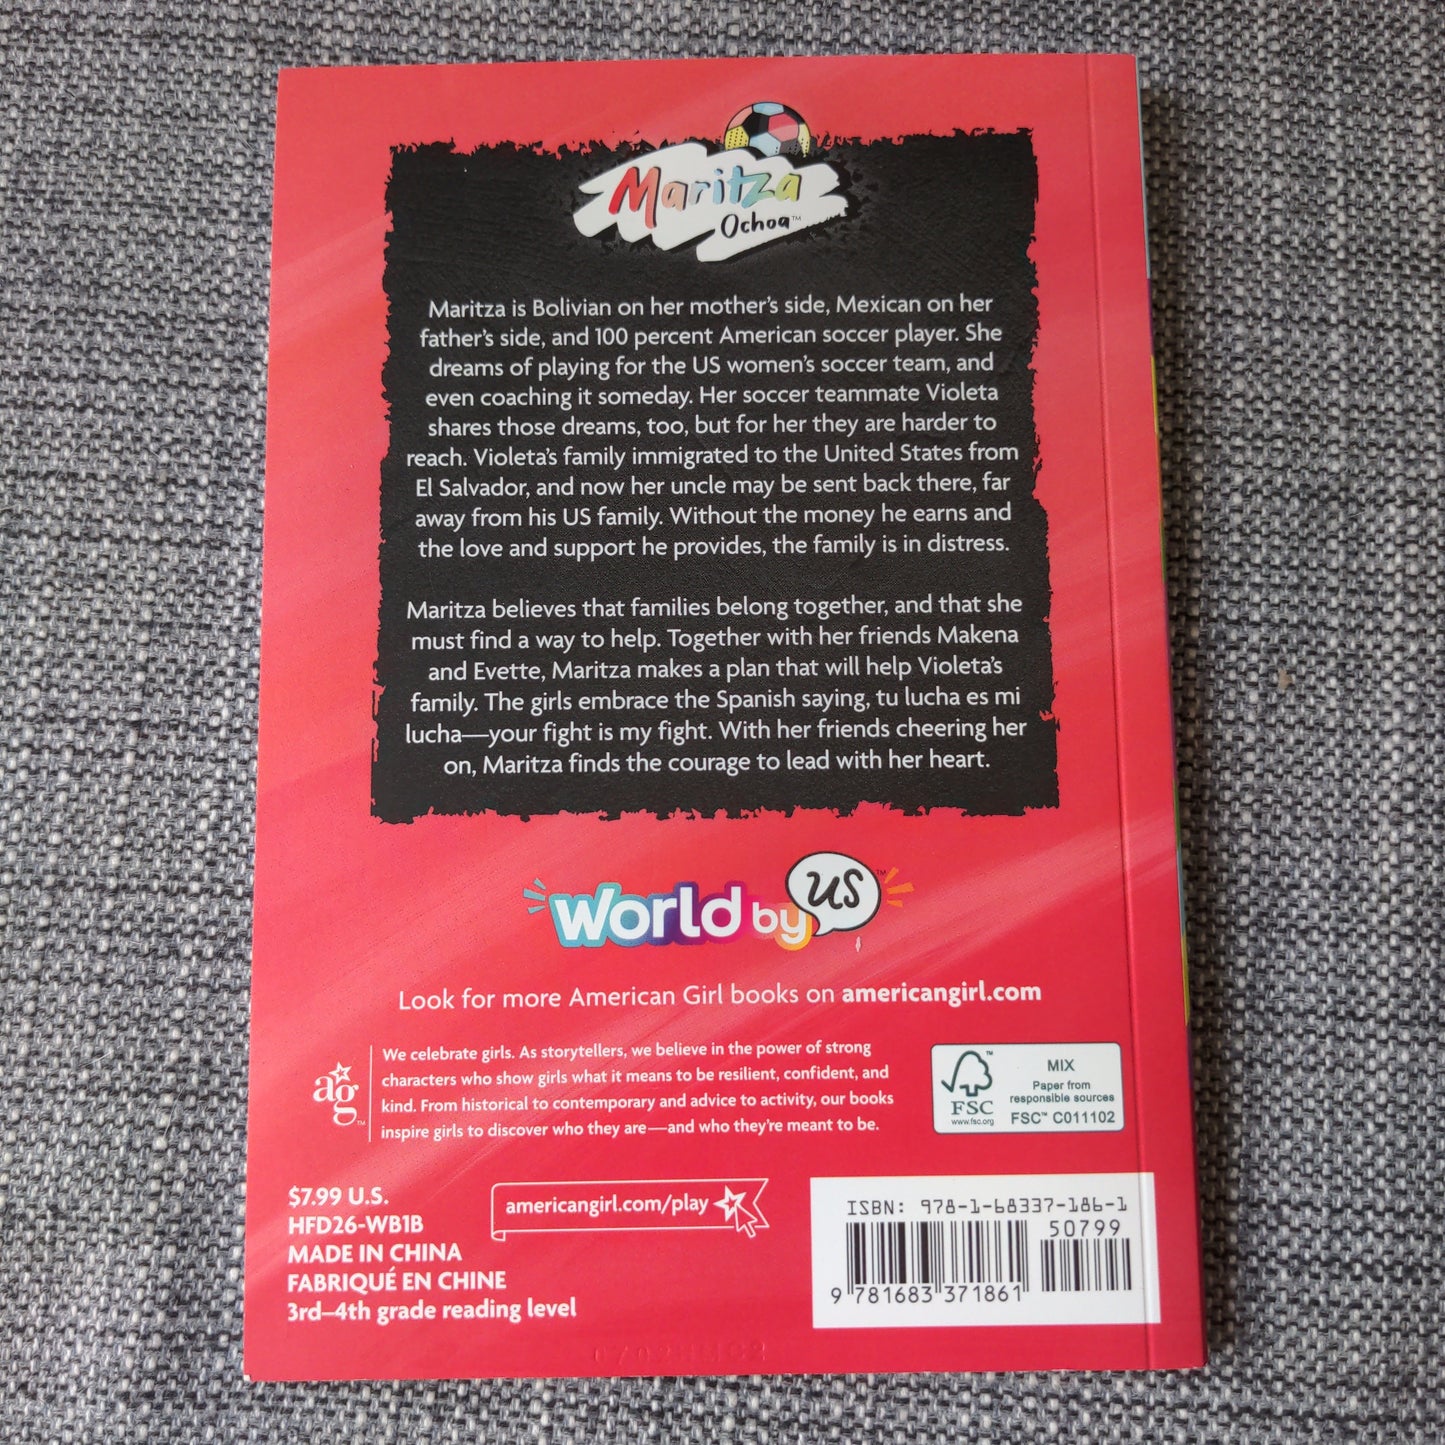 Maritza
Ochoa™
Maritza is Bolivian on her mother's side, Mexican on her
father's side, and 100 percent American soccer player. She
dreams of playing for the US women's soccer team, and
even coaching it someday. Her soccer teammate Violeta
shares those dreams, too, but for her they are harder to
reach. Violeta's family immigrated to the United States from
El Salvador, and now her uncle may be sent back there, far
away from his US family. Without the money he earns and
the love and support he provides, the family is in distress.
Maritza believes that families belong together, and that she
must find a way to help. Together with her friends Makena
and Evette, Maritza makes a plan that will help Violeta's
family. The girls embrace the Spanish saying, tu lucha es mi
lucha—your fight is my fight. With her friends cheering her
on, Maritza finds the courage to lead with her heart.
World by US™
Look for more American Girl books on americangirl.com
ag™
We celebrate girls. As storytellers, we believe in the power of strong
characters who show girls what it means to be resilient, confident, and
kind. From historical to contemporary and advice to activity, our books
inspire girls to discover who they are—and who they're meant to be.
™
FSC
www.fsc.org
MIX
Paper from
responsible sources
FSC™ C011102
$7.99 U.S.
HFD26-WB1B
MADE IN CHINA
FABRIQUÉ EN CHINE
3rd–4th grade reading level
americangirl.com/play
ISBN: 978-1-68337-186-1
50799
9 781683 371861